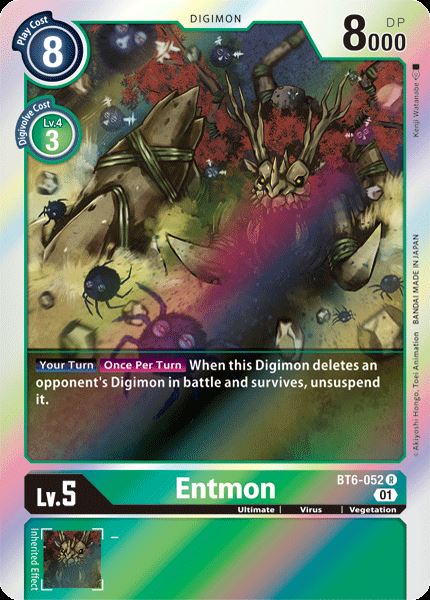 DIGIMON
Play Cost
8
DP
8000
Digivolve Cost
Lv.4
3
Kenji Watanabe
© Akiyoshi Hongo, Toei Animation BANDAI MADE IN JAPAN
Your Turn Once Per Turn When this Digimon deletes an
opponent's Digimon in battle and survives, unsuspend
it.
Lv.5
Entmon
BT6-052 R
01
Ultimate | Virus | Vegetation
Inherited Effect
–